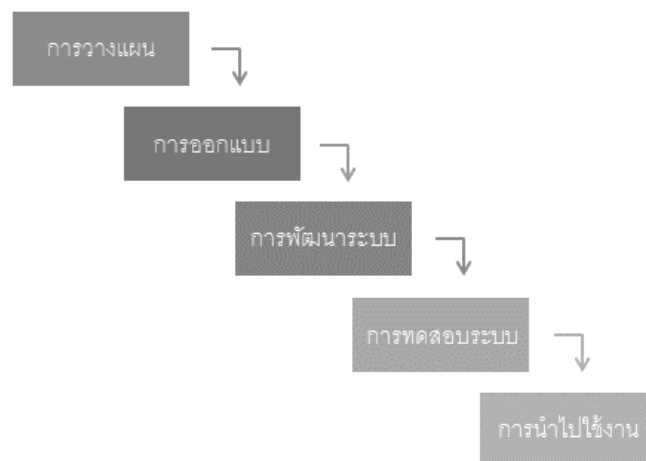 การวางแผน
การออกแบบ
การพัฒนาระบบ
การทดสอบระบบ
การนำไปใช้งาน